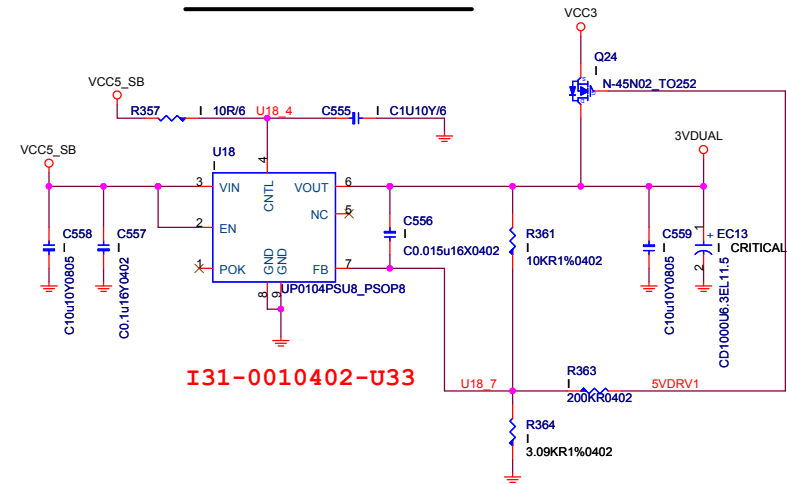 VCC3
Q24
N-45N02_TO252
VCC5_SB
R357
10R/6
U18_4
C555
C1U10Y/6
3VDUAL
VCC5_SB
U18
4
3
VIN
CNTL
VOUT
6
NC
5
2
EN
1
POK
GND
GND
FB
7
8
9
UP0104PSU8_PSOP8
C558
C10u10Y0805
C557
C0.1u16Y0402
C556
C0.015u16X0402
R361
10KR1%0402
C559
C10u10Y0805
1
+
EC13
CRITICAL
2
CD1000U6.3EL11.5
I31-0010402-U33
U18_7
R363
200KR0402
5VDRV1
R364
3.09KR1%0402